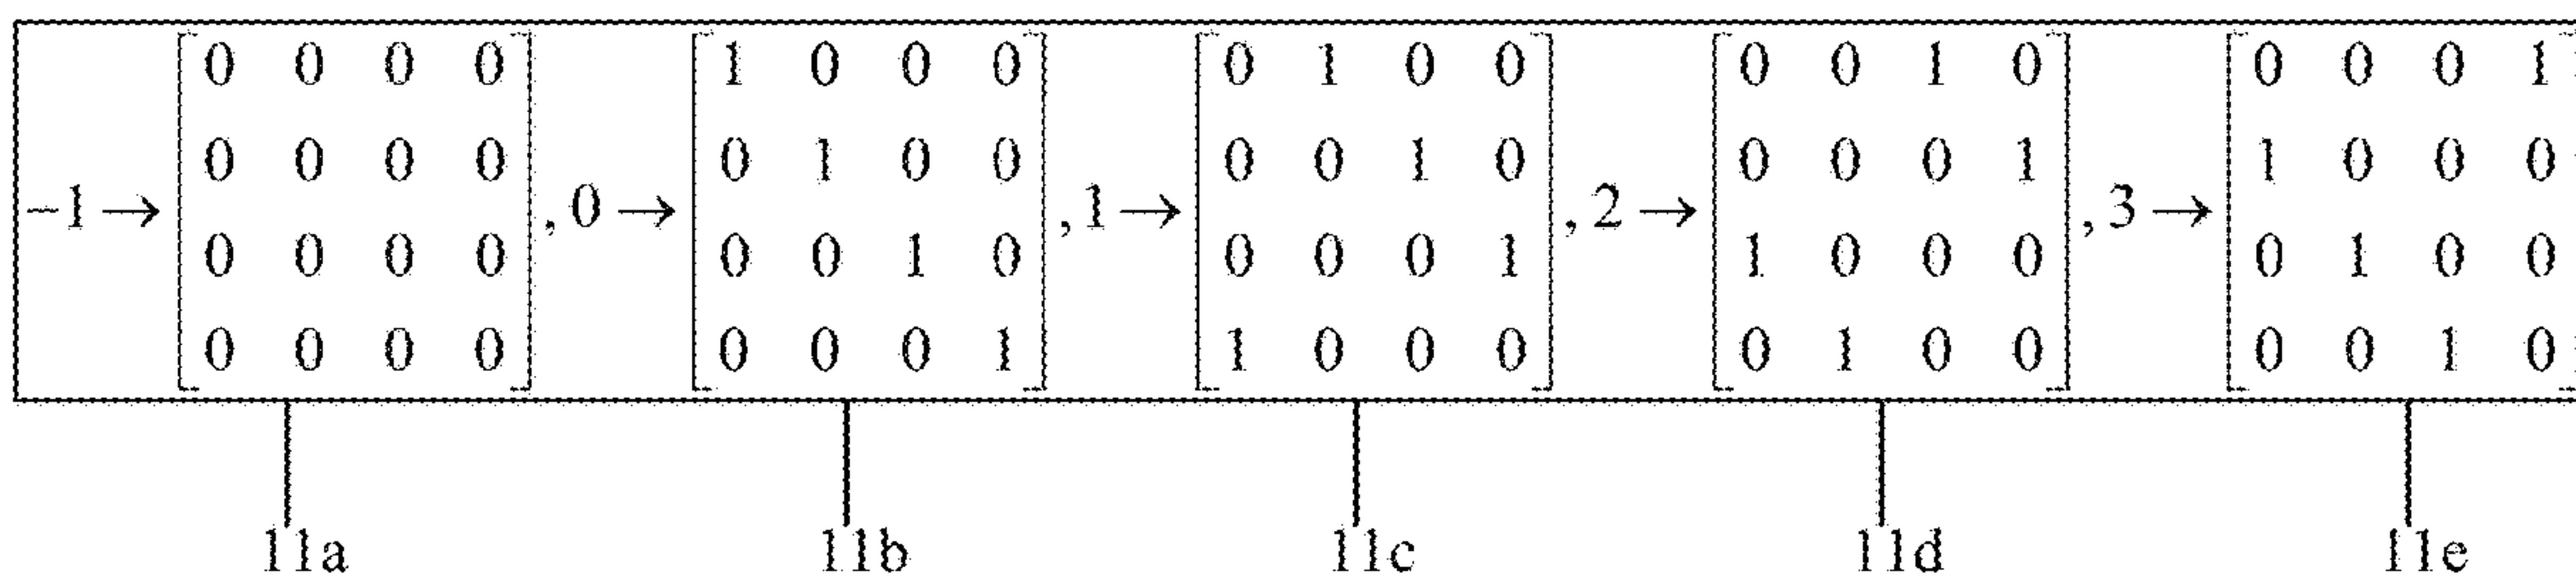 0 0 0 0 1 0 0 0 0 1 0 0 0 0 1 0 0 0 0 1
0 0 0 0 0 1 0 0 0 0 1 0 0 0 0 1 1 0 0 0
−1 → , 0 → , 1 → , 2 → , 3 →
0 0 0 0 0 0 1 0 0 0 0 1 1 0 0 0 0 1 0 0
0 0 0 0 0 0 0 1 1 0 0 0 0 1 0 0 0 0 1 0
11a 11b 11c 11d 11e